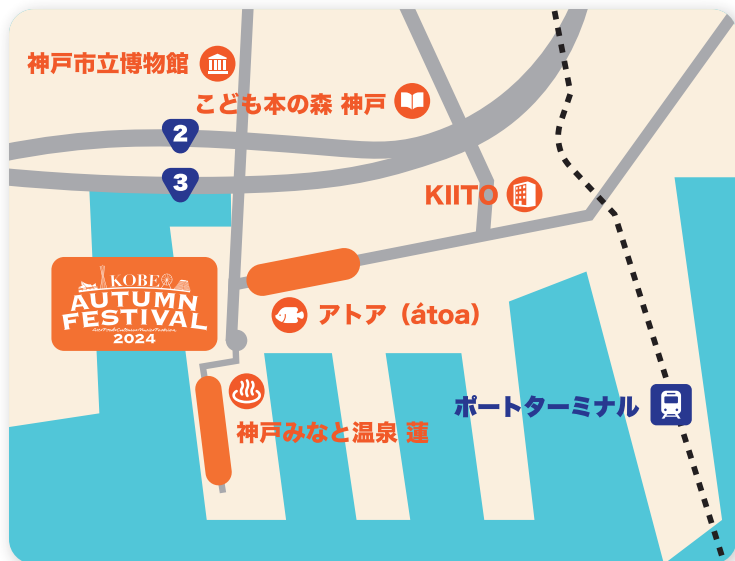 神戸市立博物館
こども本の森 神戸
2
3
KIITO
KOBE
AUTUMN
FESTIVAL
2024
アトア（átoa）
ポートターミナル
神戸みなと温泉 蓮